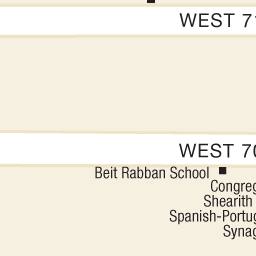 WEST 71
WEST 70
Beit Rabban School
Congreg
Shearith
Spanish-Portug
Synag